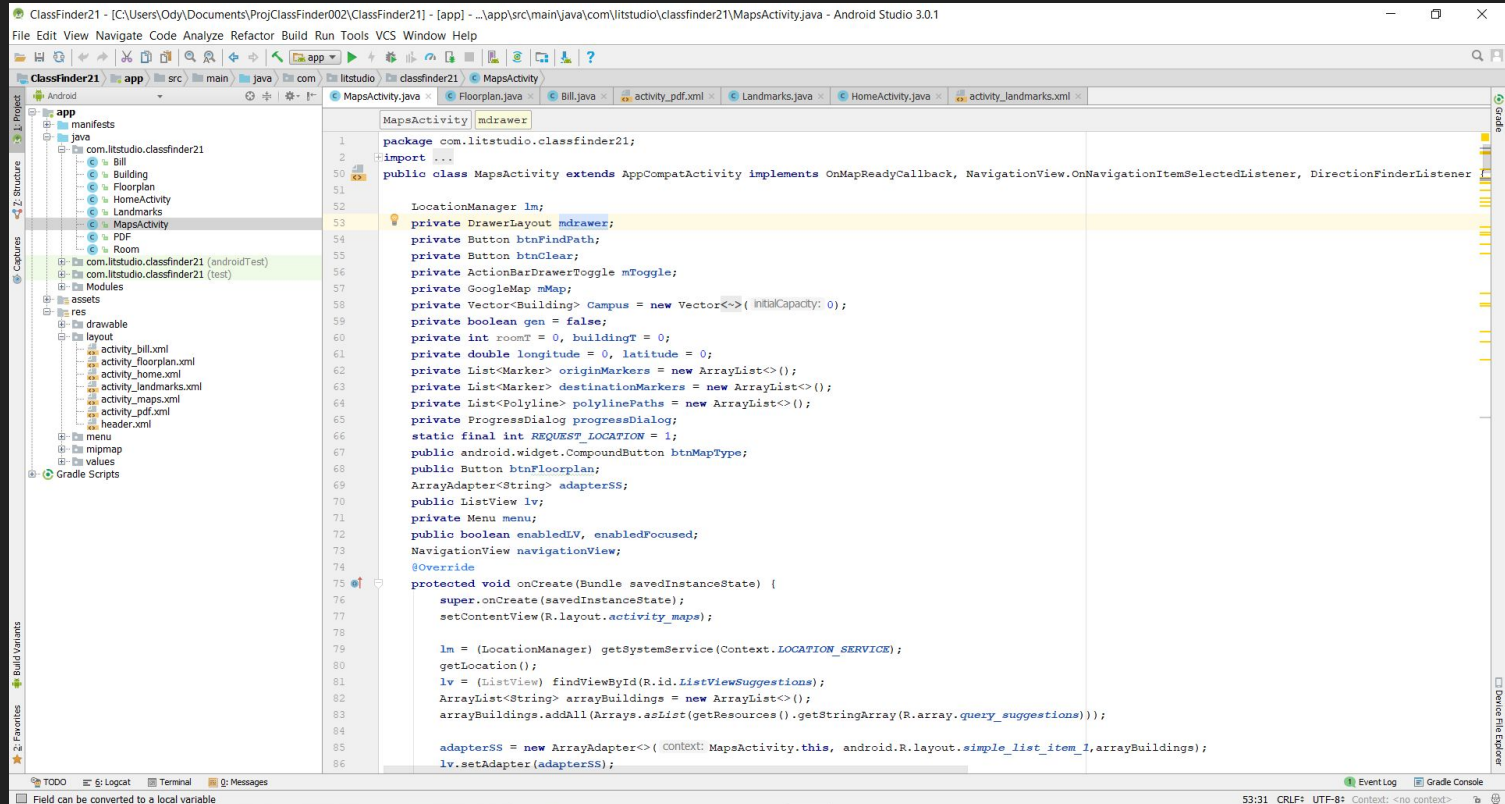 ClassFinder21 - [C:\Users\Ody\Documents\ProjClassFinder002\ClassFinder21] - [app] - ...\app\src\main\java\com\litstudio\classfinder21\MapsActivity.java - Android Studio 3.0.1
File Edit View Navigate Code Analyze Refactor Build Run Tools VCS Window Help
app
ClassFinder21 app src main java com litstudio classfinder21 MapsActivity
Android
MapsActivity.java Floorplan.java Bill.java activity_pdf.xml Landmarks.java HomeActivity.java activity_landmarks.xml
1: Project
Z: Structure
Captures
Build Variants
2: Favorites
app
manifests
java
com.litstudio.classfinder21
Bill
Building
Floorplan
HomeActivity
Landmarks
MapsActivity
PDF
Room
com.litstudio.classfinder21 (androidTest)
com.litstudio.classfinder21 (test)
Modules
assets
res
drawable
layout
activity_bill.xml
activity_floorplan.xml
activity_home.xml
activity_landmarks.xml
activity_maps.xml
activity_pdf.xml
header.xml
menu
mipmap
values
Gradle Scripts
MapsActivity mdrawer
1 package com.litstudio.classfinder21;
2 import ...
50 public class MapsActivity extends AppCompatActivity implements OnMapReadyCallback, NavigationView.OnNavigationItemSelectedListener, DirectionFinderListener {
51
52 LocationManager lm;
53 private DrawerLayout mdrawer;
54 private Button btnFindPath;
55 private Button btnClear;
56 private ActionBarDrawerToggle mToggle;
57 private GoogleMap mMap;
58 private Vector<Building> Campus = new Vector<~>( initialCapacity: 0);
59 private boolean gen = false;
60 private int roomT = 0, buildingT = 0;
61 private double longitude = 0, latitude = 0;
62 private List<Marker> originMarkers = new ArrayList<>();
63 private List<Marker> destinationMarkers = new ArrayList<>();
64 private List<Polyline> polylinePaths = new ArrayList<>();
65 private ProgressDialog progressDialog;
66 static final int REQUEST_LOCATION = 1;
67 public android.widget.CompoundButton btnMapType;
68 public Button btnFloorplan;
69 ArrayAdapter<String> adapterSS;
70 public ListView lv;
71 private Menu menu;
72 public boolean enabledLV, enabledFocused;
73 NavigationView navigationView;
74 @Override
75 protected void onCreate(Bundle savedInstanceState) {
76 super.onCreate(savedInstanceState);
77 setContentView(R.layout.activity_maps);
78
79 lm = (LocationManager) getSystemService(Context.LOCATION_SERVICE);
80 getLocation();
81 lv = (ListView) findViewById(R.id.ListViewSuggestions);
82 ArrayList<String> arrayBuildings = new ArrayList<>();
83 arrayBuildings.addAll(Arrays.asList(getResources().getStringArray(R.array.query_suggestions)));
84
85 adapterSS = new ArrayAdapter<>( context: MapsActivity.this, android.R.layout.simple_list_item_1,arrayBuildings);
86 lv.setAdapter(adapterSS);
Gradle
Device File Explorer
TODO 6: Logcat Terminal 0: Messages 1 Event Log Gradle Console
Field can be converted to a local variable 53:31 CRLF UTF-8 Context: <no context>